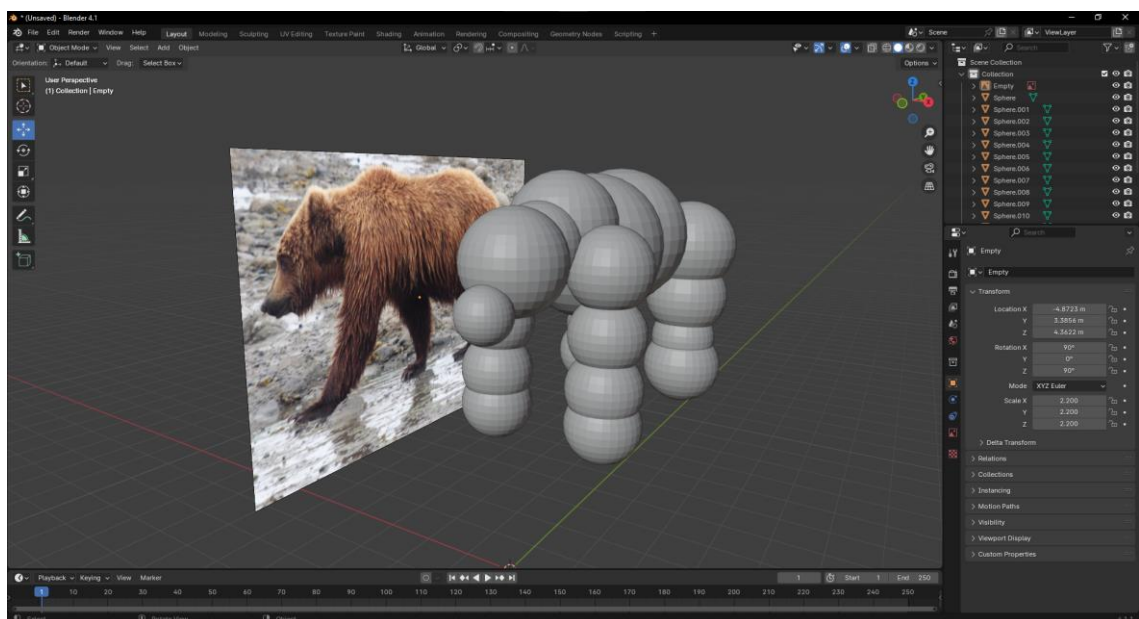 * (Unsaved) - Blender 4.1
File Edit Render Window Help Layout Modeling Sculpting UV Editing Texture Paint Shading Animation Rendering Compositing Geometry Nodes Scripting + Scene ViewLayer
Object Mode View Select Add Object Global Search
Orientation: Default Drag: Select Box Options
User Perspective
(1) Collection | Empty
Z
Scene Collection
Collection
Empty
Sphere
Sphere.001
Sphere.002
Sphere.003
Sphere.004
Sphere.005
Sphere.006
Sphere.007
Sphere.008
Sphere.009
Sphere.010
Search
Empty
Empty
Transform
Location X -4.8723 m
Y 3.3856 m
Z 4.3622 m
Rotation X 90°
Y 0°
Z 90°
Mode XYZ Euler
Scale X 2.200
Y 2.200
Z 2.200
Delta Transform
Relations
Collections
Instancing
Motion Paths
Visibility
Viewport Display
Custom Properties
Playback Keying View Marker 1 Start 1 End 250
1 10 20 30 40 50 60 70 80 90 100 110 120 130 140 150 160 170 180 190 200 210 220 230 240 250
Select Rotate View Object